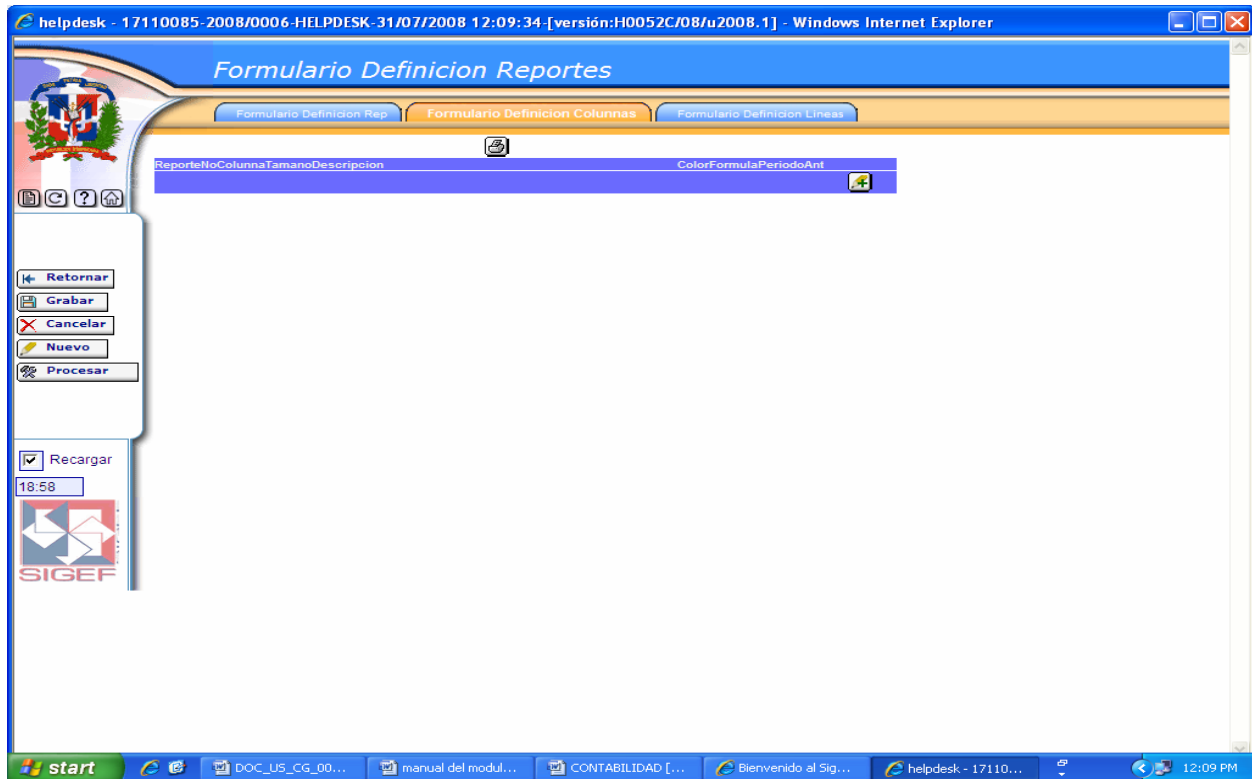 helpdesk - 17110085-2008/0006-HELPDESK-31/07/2008 12:09:34-[versión:H0052C/08/u2008.1] - Windows Internet Explorer
Formulario Definicion Reportes
Formulario Definicion Rep
Formulario Definicion Colunnas
Formulario Definicion Lineas
ReporteNoColunnaTamanoDescripcion ColorFormulaPeriodoAnt
Retornar
Grabar
Cancelar
Nuevo
Procesar
Recargar
18:58
SIGEF
start
DOC_US_CG_00...
manual del modul...
CONTABILIDAD [...
Bienvenido al Sig...
helpdesk - 17110...
12:09 PM